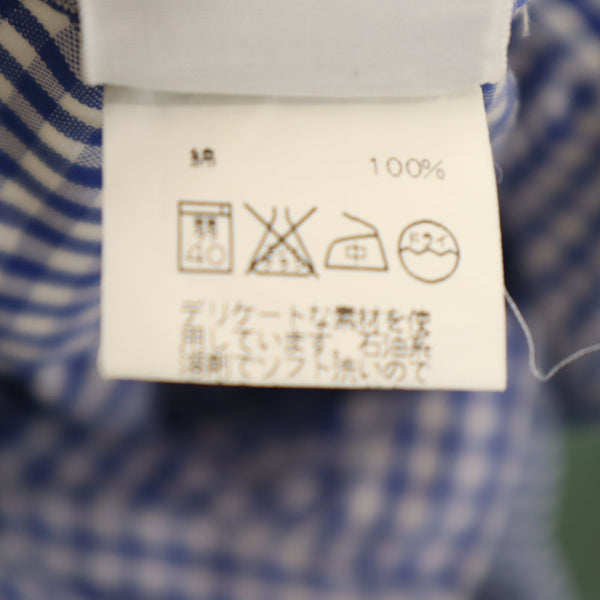 綿 100%
弱 40 中 ドライ
デリケートな素材を使
用しています。石油系
溶剤でソフト洗いので